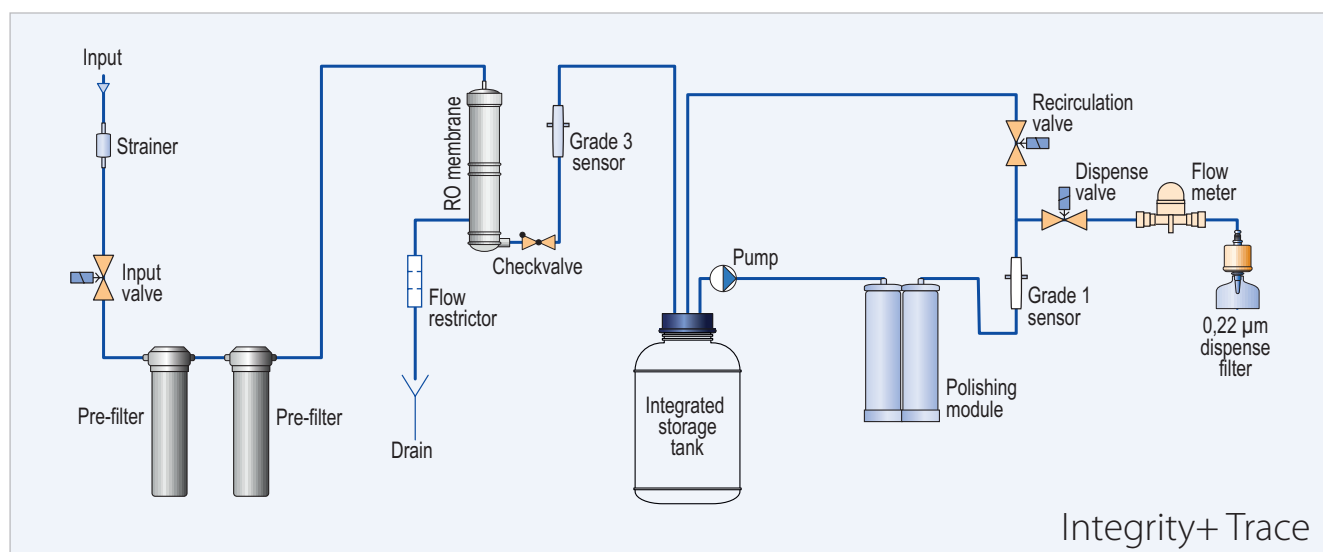 Input
Strainer
Input
valve
Pre-filter
Pre-filter
RO membrane
Flow
restrictor
Drain
Checkvalve
Grade 3
sensor
Integrated
storage
tank
Pump
Polishing
module
Grade 1
sensor
Recirculation
valve
Dispense
valve
Flow
meter
0,22 µm
dispense
filter
Integrity+ Trace